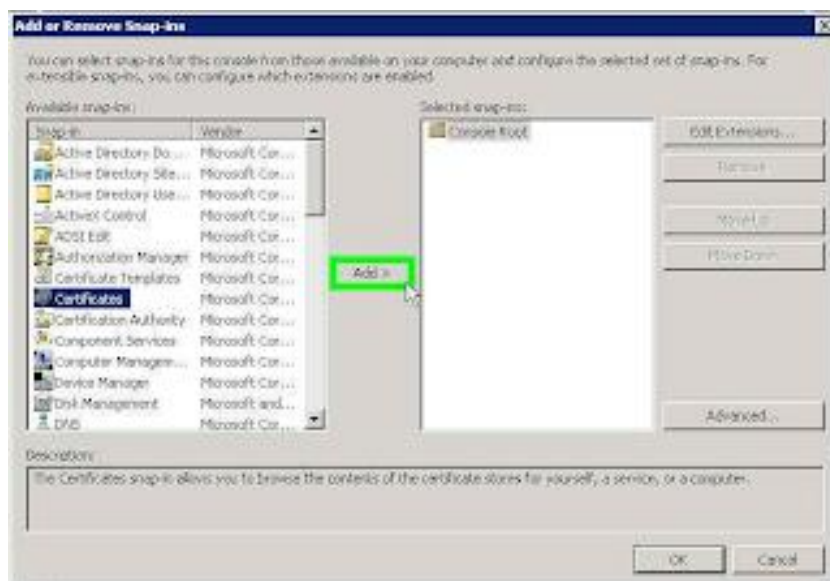 Add or Remove Snap-ins
You can select snap-ins for this console from those available on your computer and configure the selected set of snap-ins. For
extensible snap-ins, you can configure which extensions are enabled.
Available snap-ins:
Selected snap-ins:
Snap-in Vendor
Console Root
Edit Extensions...
Active Directory Do... Microsoft Cor...
Active Directory Site... Microsoft Cor...
Remove
Active Directory Use... Microsoft Cor...
ActiveX Control Microsoft Cor...
Move Up
ADSI Edit Microsoft Cor...
Authorization Manager Microsoft Cor...
Move Down
Certificate Templates Microsoft Cor...
Add >
Certificates Microsoft Cor...
Certification Authority Microsoft Cor...
Component Services Microsoft Cor...
Computer Managem... Microsoft Cor...
Device Manager Microsoft Cor...
Disk Management Microsoft and...
Advanced...
DNS Microsoft Cor...
Description:
The Certificates snap-in allows you to browse the contents of the certificate stores for yourself, a service, or a computer.
OK Cancel